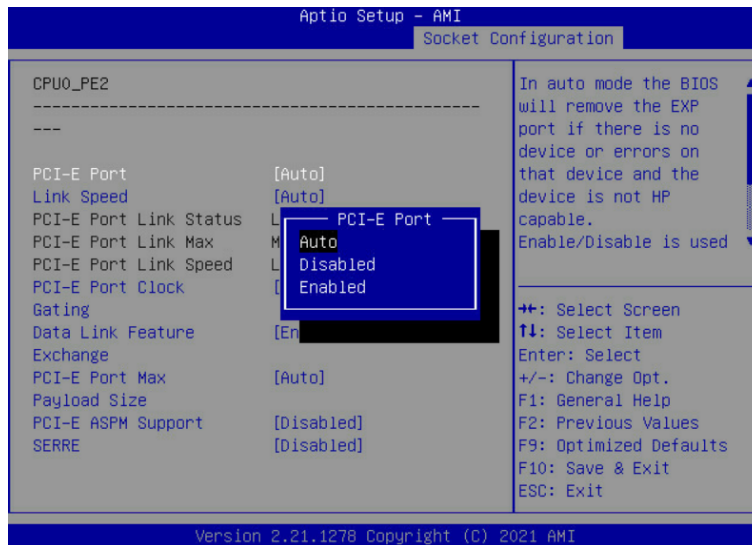 Aptio Setup – AMI
Socket Configuration
CPU0_PE2
------------------------------------------------
---
PCI-E Port [Auto]
Link Speed [Auto]
PCI-E Port Link Status L
PCI-E Port Link Max M
PCI-E Port Link Speed L
PCI-E Port Clock [
Gating
Data Link Feature [En
Exchange
PCI-E Port Max [Auto]
Payload Size
PCI-E ASPM Support [Disabled]
SERRE [Disabled]
PCI-E Port
Auto
Disabled
Enabled
In auto mode the BIOS
will remove the EXP
port if there is no
device or errors on
that device and the
device is not HP
capable.
Enable/Disable is used
→←: Select Screen
↑↓: Select Item
Enter: Select
+/-: Change Opt.
F1: General Help
F2: Previous Values
F9: Optimized Defaults
F10: Save & Exit
ESC: Exit
Version 2.21.1278 Copyright (C) 2021 AMI